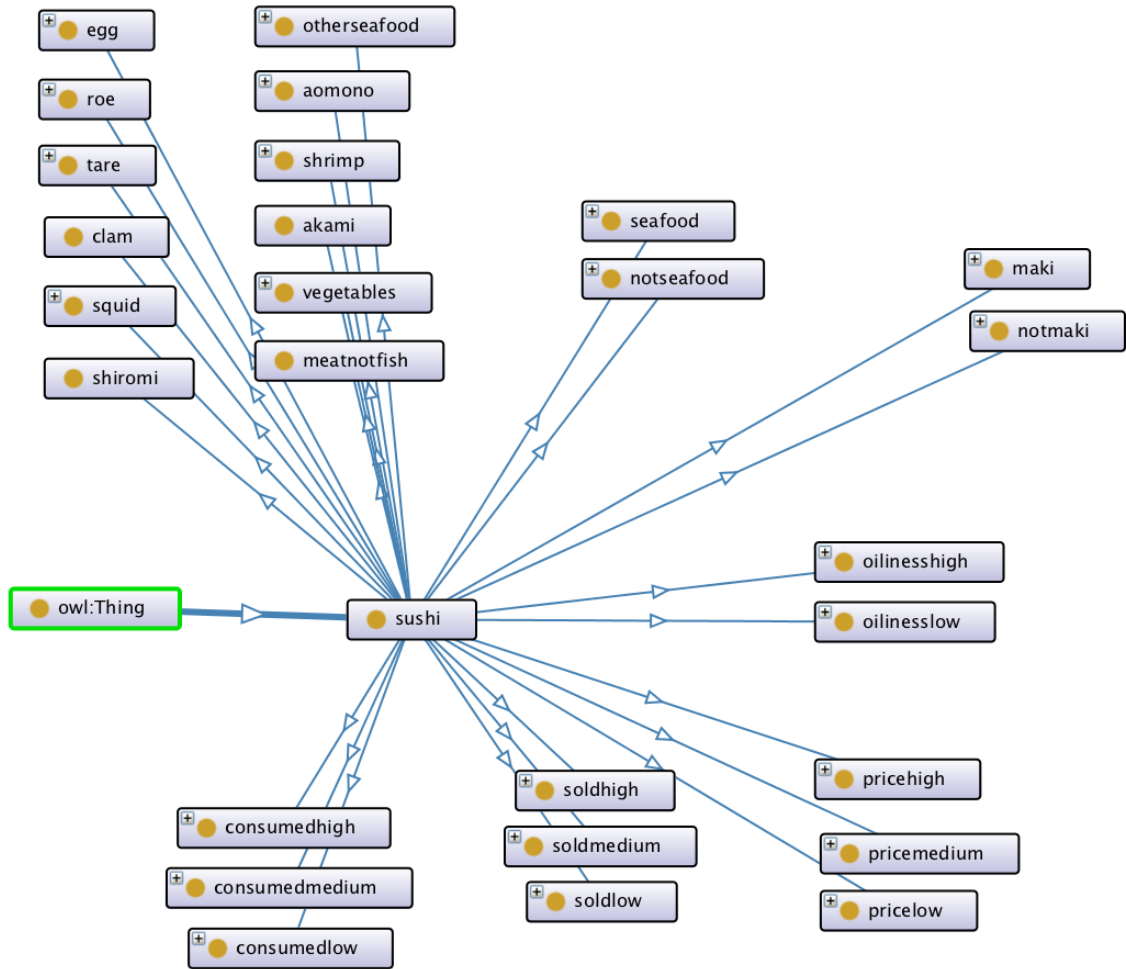 egg
roe
tare
clam
squid
shiromi
otherseafood
aomono
shrimp
akami
vegetables
meatnotfish
seafood
notseafood
maki
notmaki
oilinesshigh
oilinesslow
owl:Thing
sushi
pricehigh
pricemedium
pricelow
soldhigh
soldmedium
soldlow
consumedhigh
consumedmedium
consumedlow